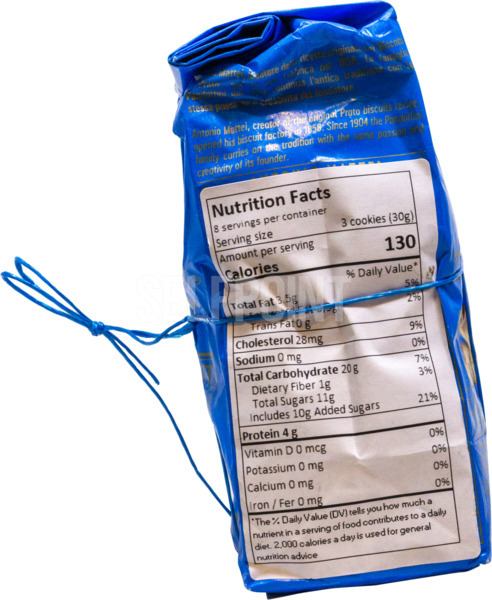 Antonio Mattei, creator of the original Prato biscuits
opened his biscuit factory in 1858. Since 1904 the
family carries on the tradition with the same passion
creativity of its founder.
Nutrition Facts
8 servings per container
Serving size 3 cookies (30g)
Amount per serving
Calories 130
% Daily Value*
Total Fat 3.5g 5%
2%
Trans Fat 0 g
Cholesterol 28mg 9%
Sodium 0 mg 0%
Total Carbohydrate 20g 7%
Dietary Fiber 1g 3%
Total Sugars 11g
Includes 10g Added Sugars 21%
Protein 4 g
Vitamin D 0 mcg 0%
Potassium 0 mg 0%
Calcium 0 mg 0%
Iron / Fer 0 mg 0%
*The % Daily Value (DV) tells you how much a
nutrient in a serving of food contributes to a daily
diet. 2,000 calories a day is used for general
nutrition advice